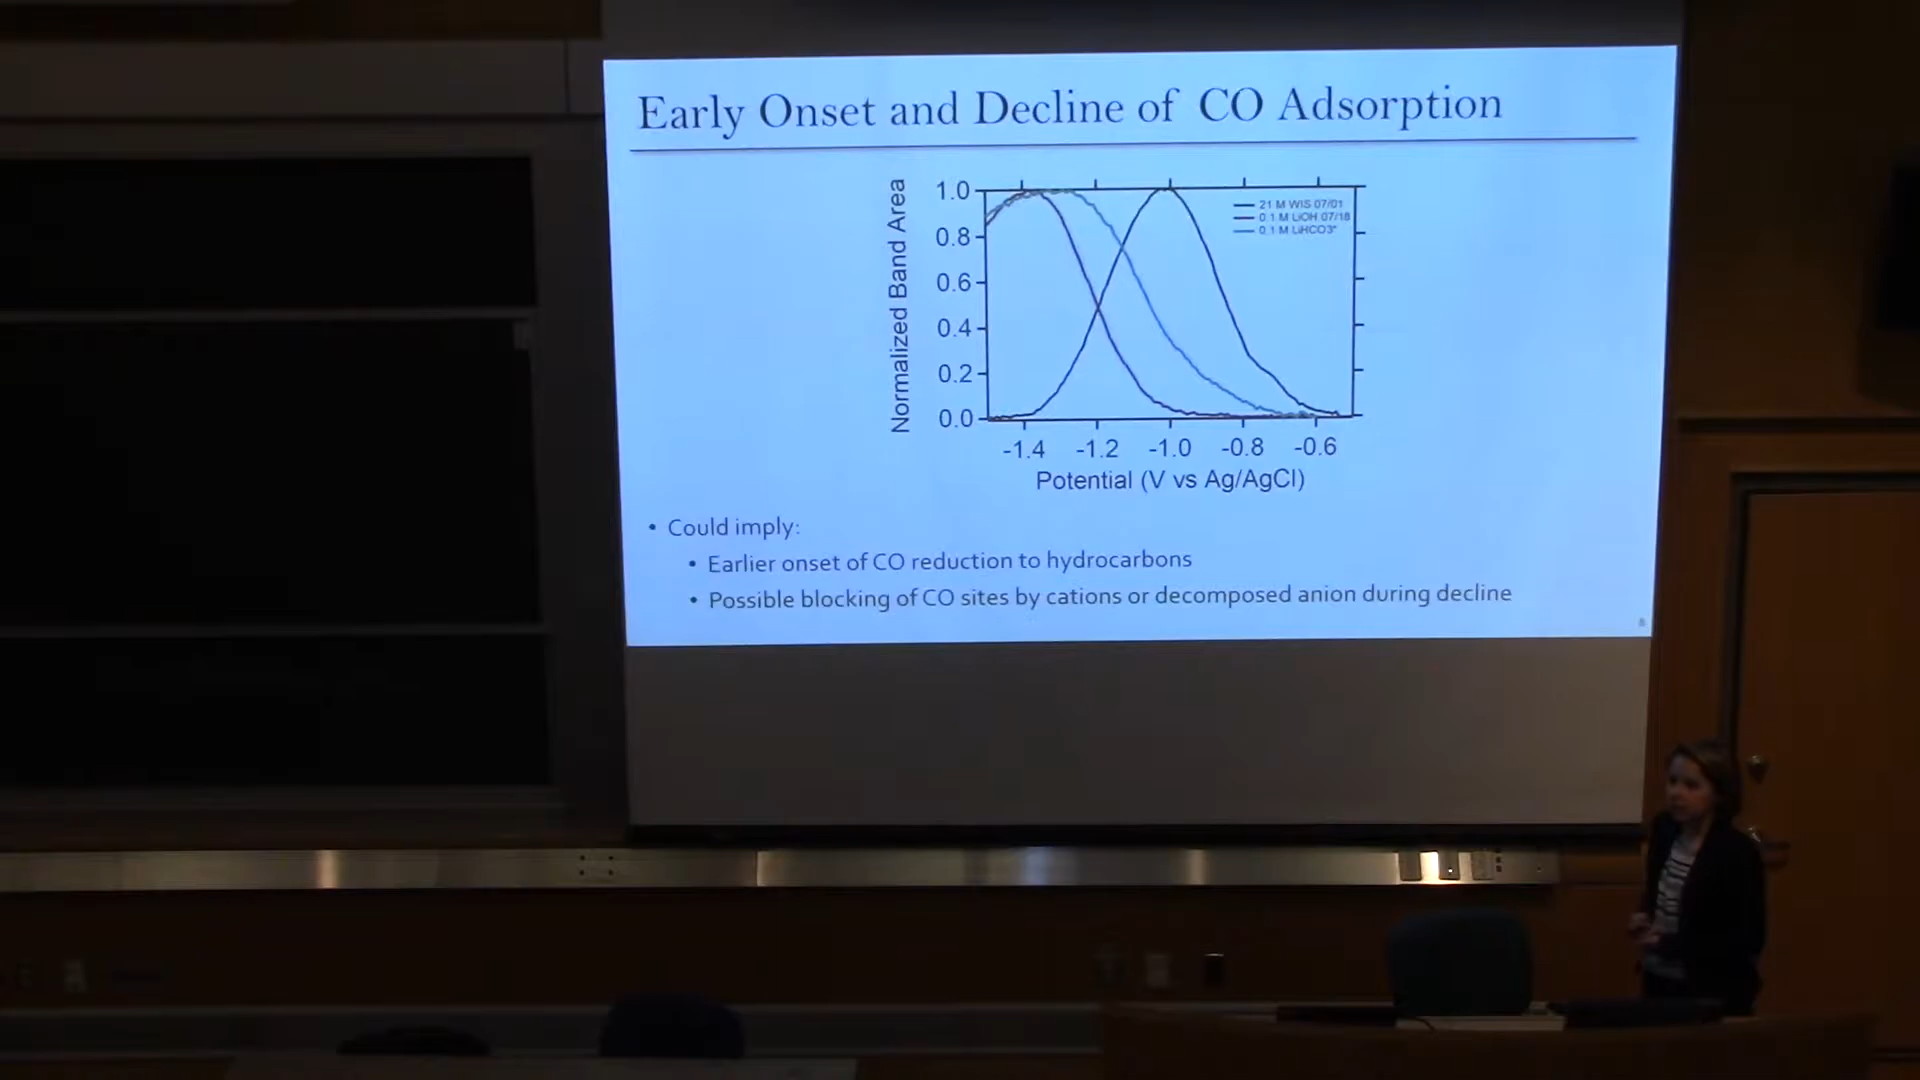 Early Onset and Decline of CO Adsorption
Normalized Band Area
1.0
0.8
0.6
0.4
0.2
0.0
21 M WIS 07/01
0.1 M LiOH 07/18
0.1 M LiHCO3*
-1.4 -1.2 -1.0 -0.8 -0.6
Potential (V vs Ag/AgCl)
• Could imply:
• Earlier onset of CO reduction to hydrocarbons
• Possible blocking of CO sites by cations or decomposed anion during decline